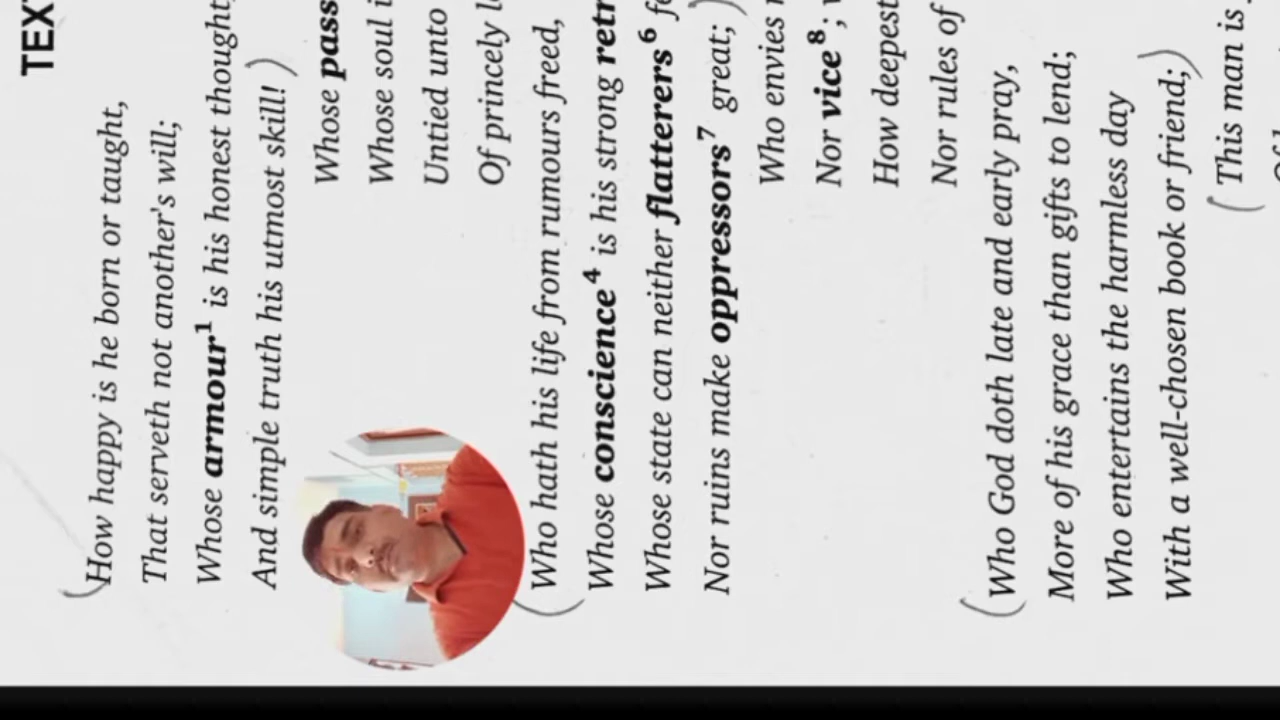 TEX
(How happy is he born or taught,
That serveth not another's will;
Whose armour¹ is his honest thought
And simple truth his utmost skill!)
Whose
Whose soul
Untied unto
Of princely
(Who hath his life from rumours freed,
Whose conscience⁴ is his strong
Whose state can neither flatterers⁶
Nor ruins make oppressors⁷ great;)
Who envies
Nor vice⁸;
How deepest
Nor rules of
(Who God doth late and early pray,
More of his grace than gifts to lend;
Who entertains the harmless day
With a well-chosen book or friend;)
(This man is